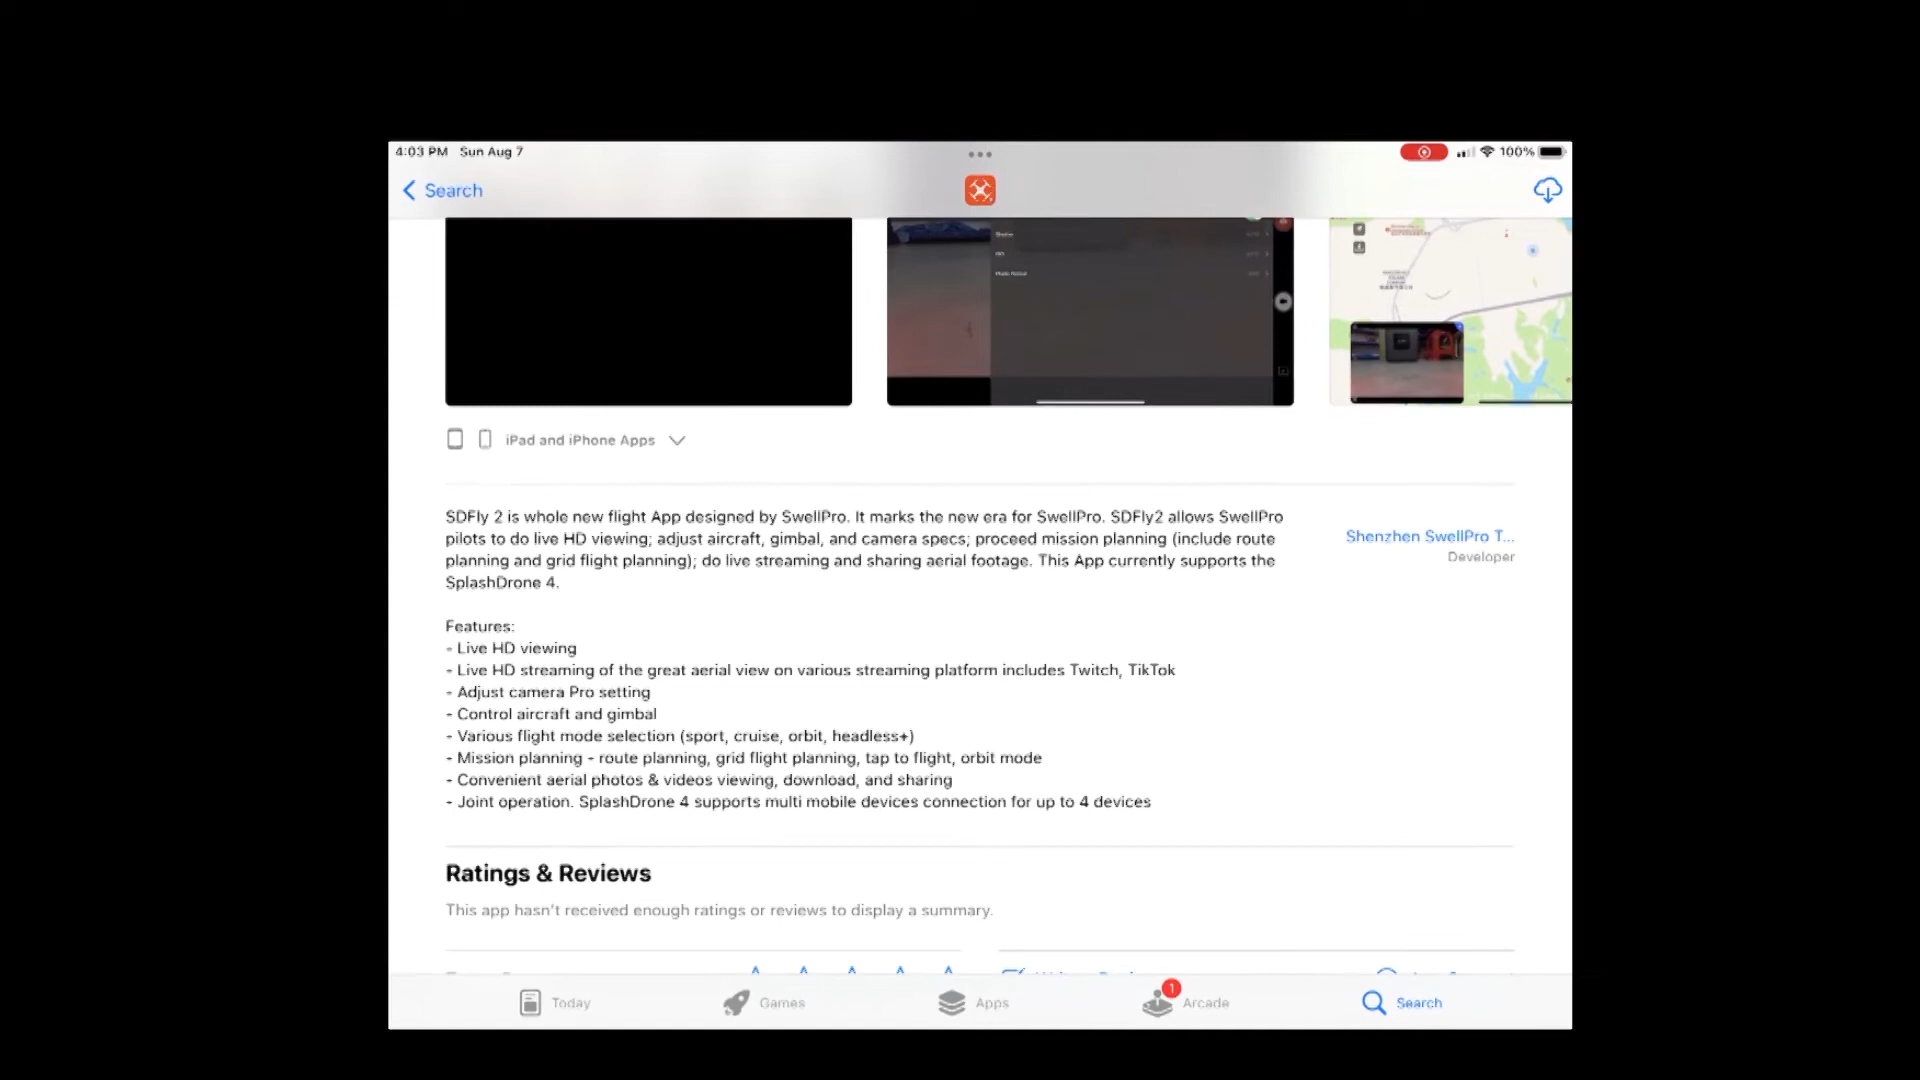 4:03 PM Sun Aug 7
100%
Search
Shutter
ISO
iPad and iPhone Apps
SDFly 2 is whole new flight App designed by SwellPro. It marks the new era for SwellPro. SDFly2 allows SwellPro
pilots to do live HD viewing; adjust aircraft, gimbal, and camera specs; proceed mission planning (include route
planning and grid flight planning); do live streaming and sharing aerial footage. This App currently supports the
SplashDrone 4.
Shenzhen SwellPro T...
Developer
Features:
- Live HD viewing
- Live HD streaming of the great aerial view on various streaming platform includes Twitch, TikTok
- Adjust camera Pro setting
- Control aircraft and gimbal
- Various flight mode selection (sport, cruise, orbit, headless+)
- Mission planning - route planning, grid flight planning, tap to flight, orbit mode
- Convenient aerial photos & videos viewing, download, and sharing
- Joint operation. SplashDrone 4 supports multi mobile devices connection for up to 4 devices
Ratings & Reviews
This app hasn't received enough ratings or reviews to display a summary.
Today
Games
Apps
1
Arcade
Search